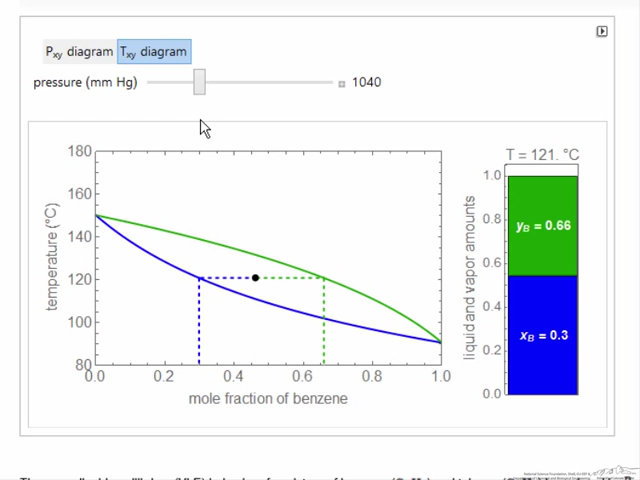 Pxy diagram Txy diagram
pressure (mm Hg) 1040
T = 121. °C
180
160
140
120
100
80
temperature (°C)
0.0 0.2 0.4 0.6 0.8 1.0
mole fraction of benzene
liquid and vapor amounts
1.0
0.8
0.6
0.4
0.2
0.0
yB = 0.66
xB = 0.3